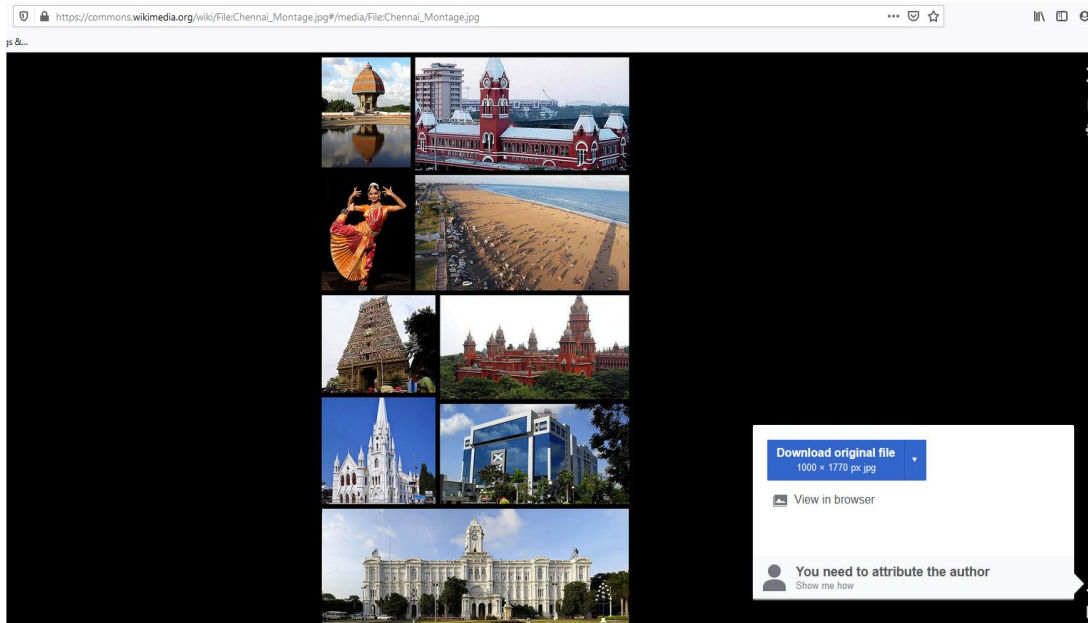 https://commons.wikimedia.org/wiki/File:Chennai_Montage.jpg#/media/File:Chennai_Montage.jpg
gs &...
Download original file
1000 × 1770 px jpg
View in browser
You need to attribute the author
Show me how